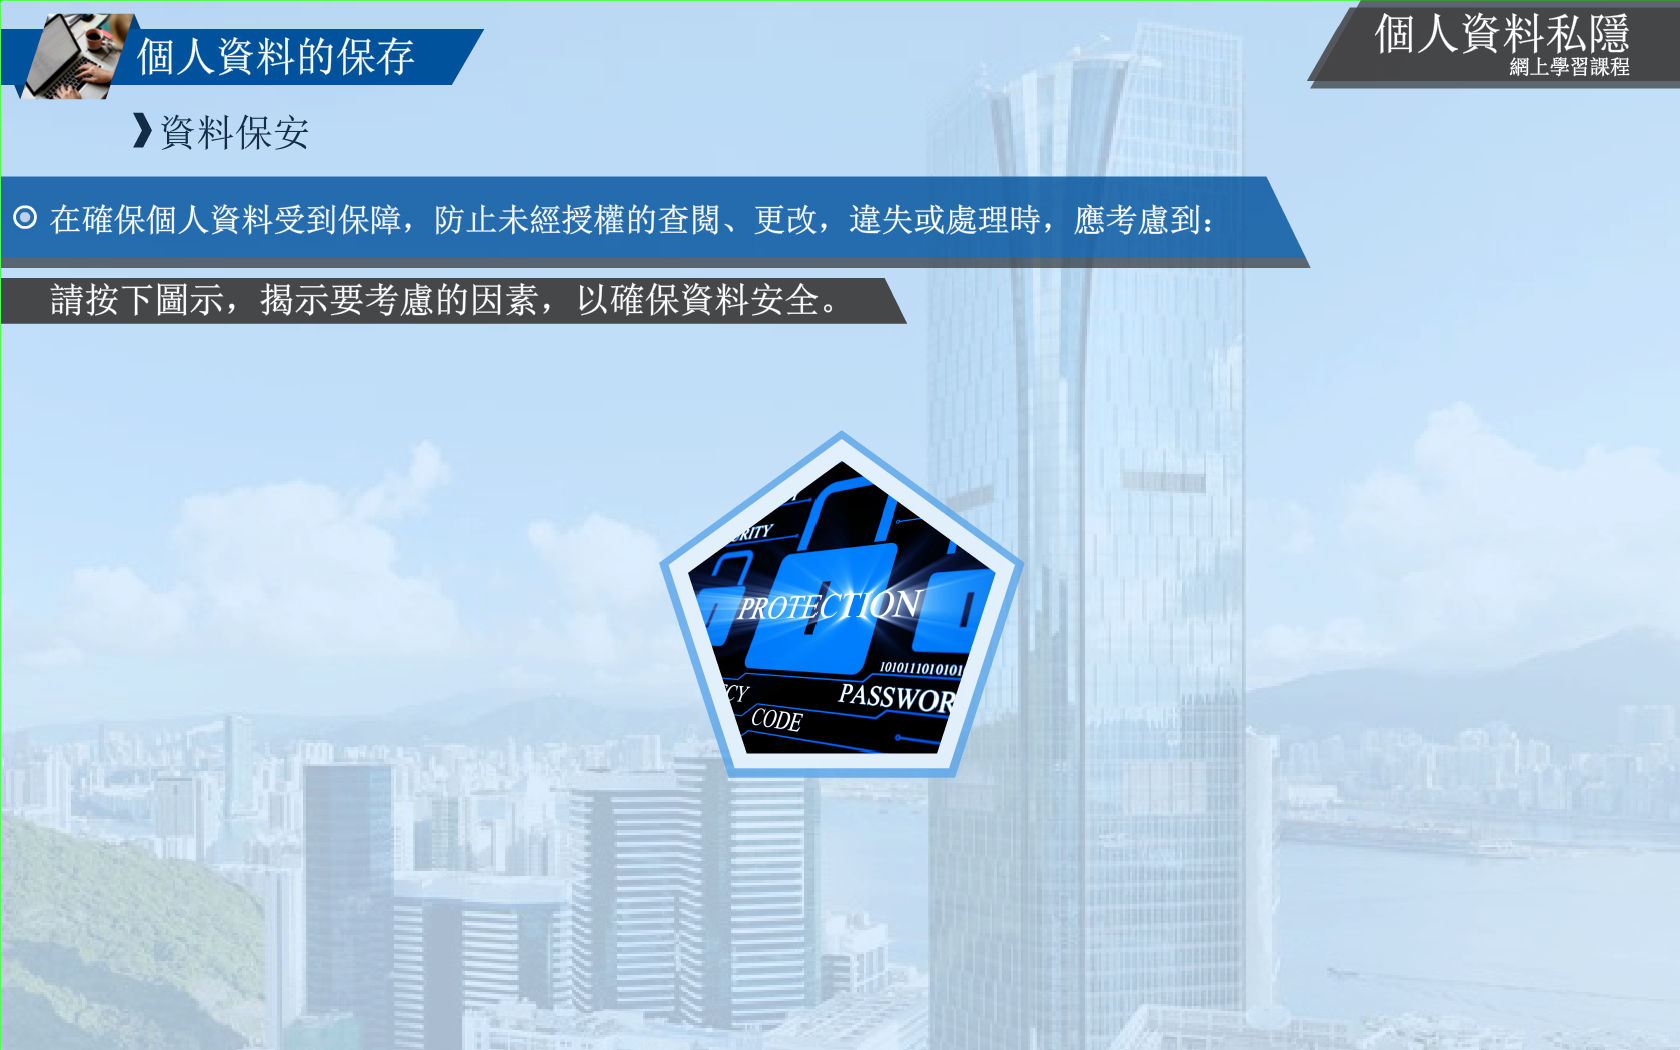 個人資料的保存
個人資料私隱
網上學習課程
資料保安
在確保個人資料受到保障，防止未經授權的查閱、更改，違失或處理時，應考慮到：
請按下圖示，揭示要考慮的因素，以確保資料安全。
PROTECTION
1010111010101
PASSWOR
CODE